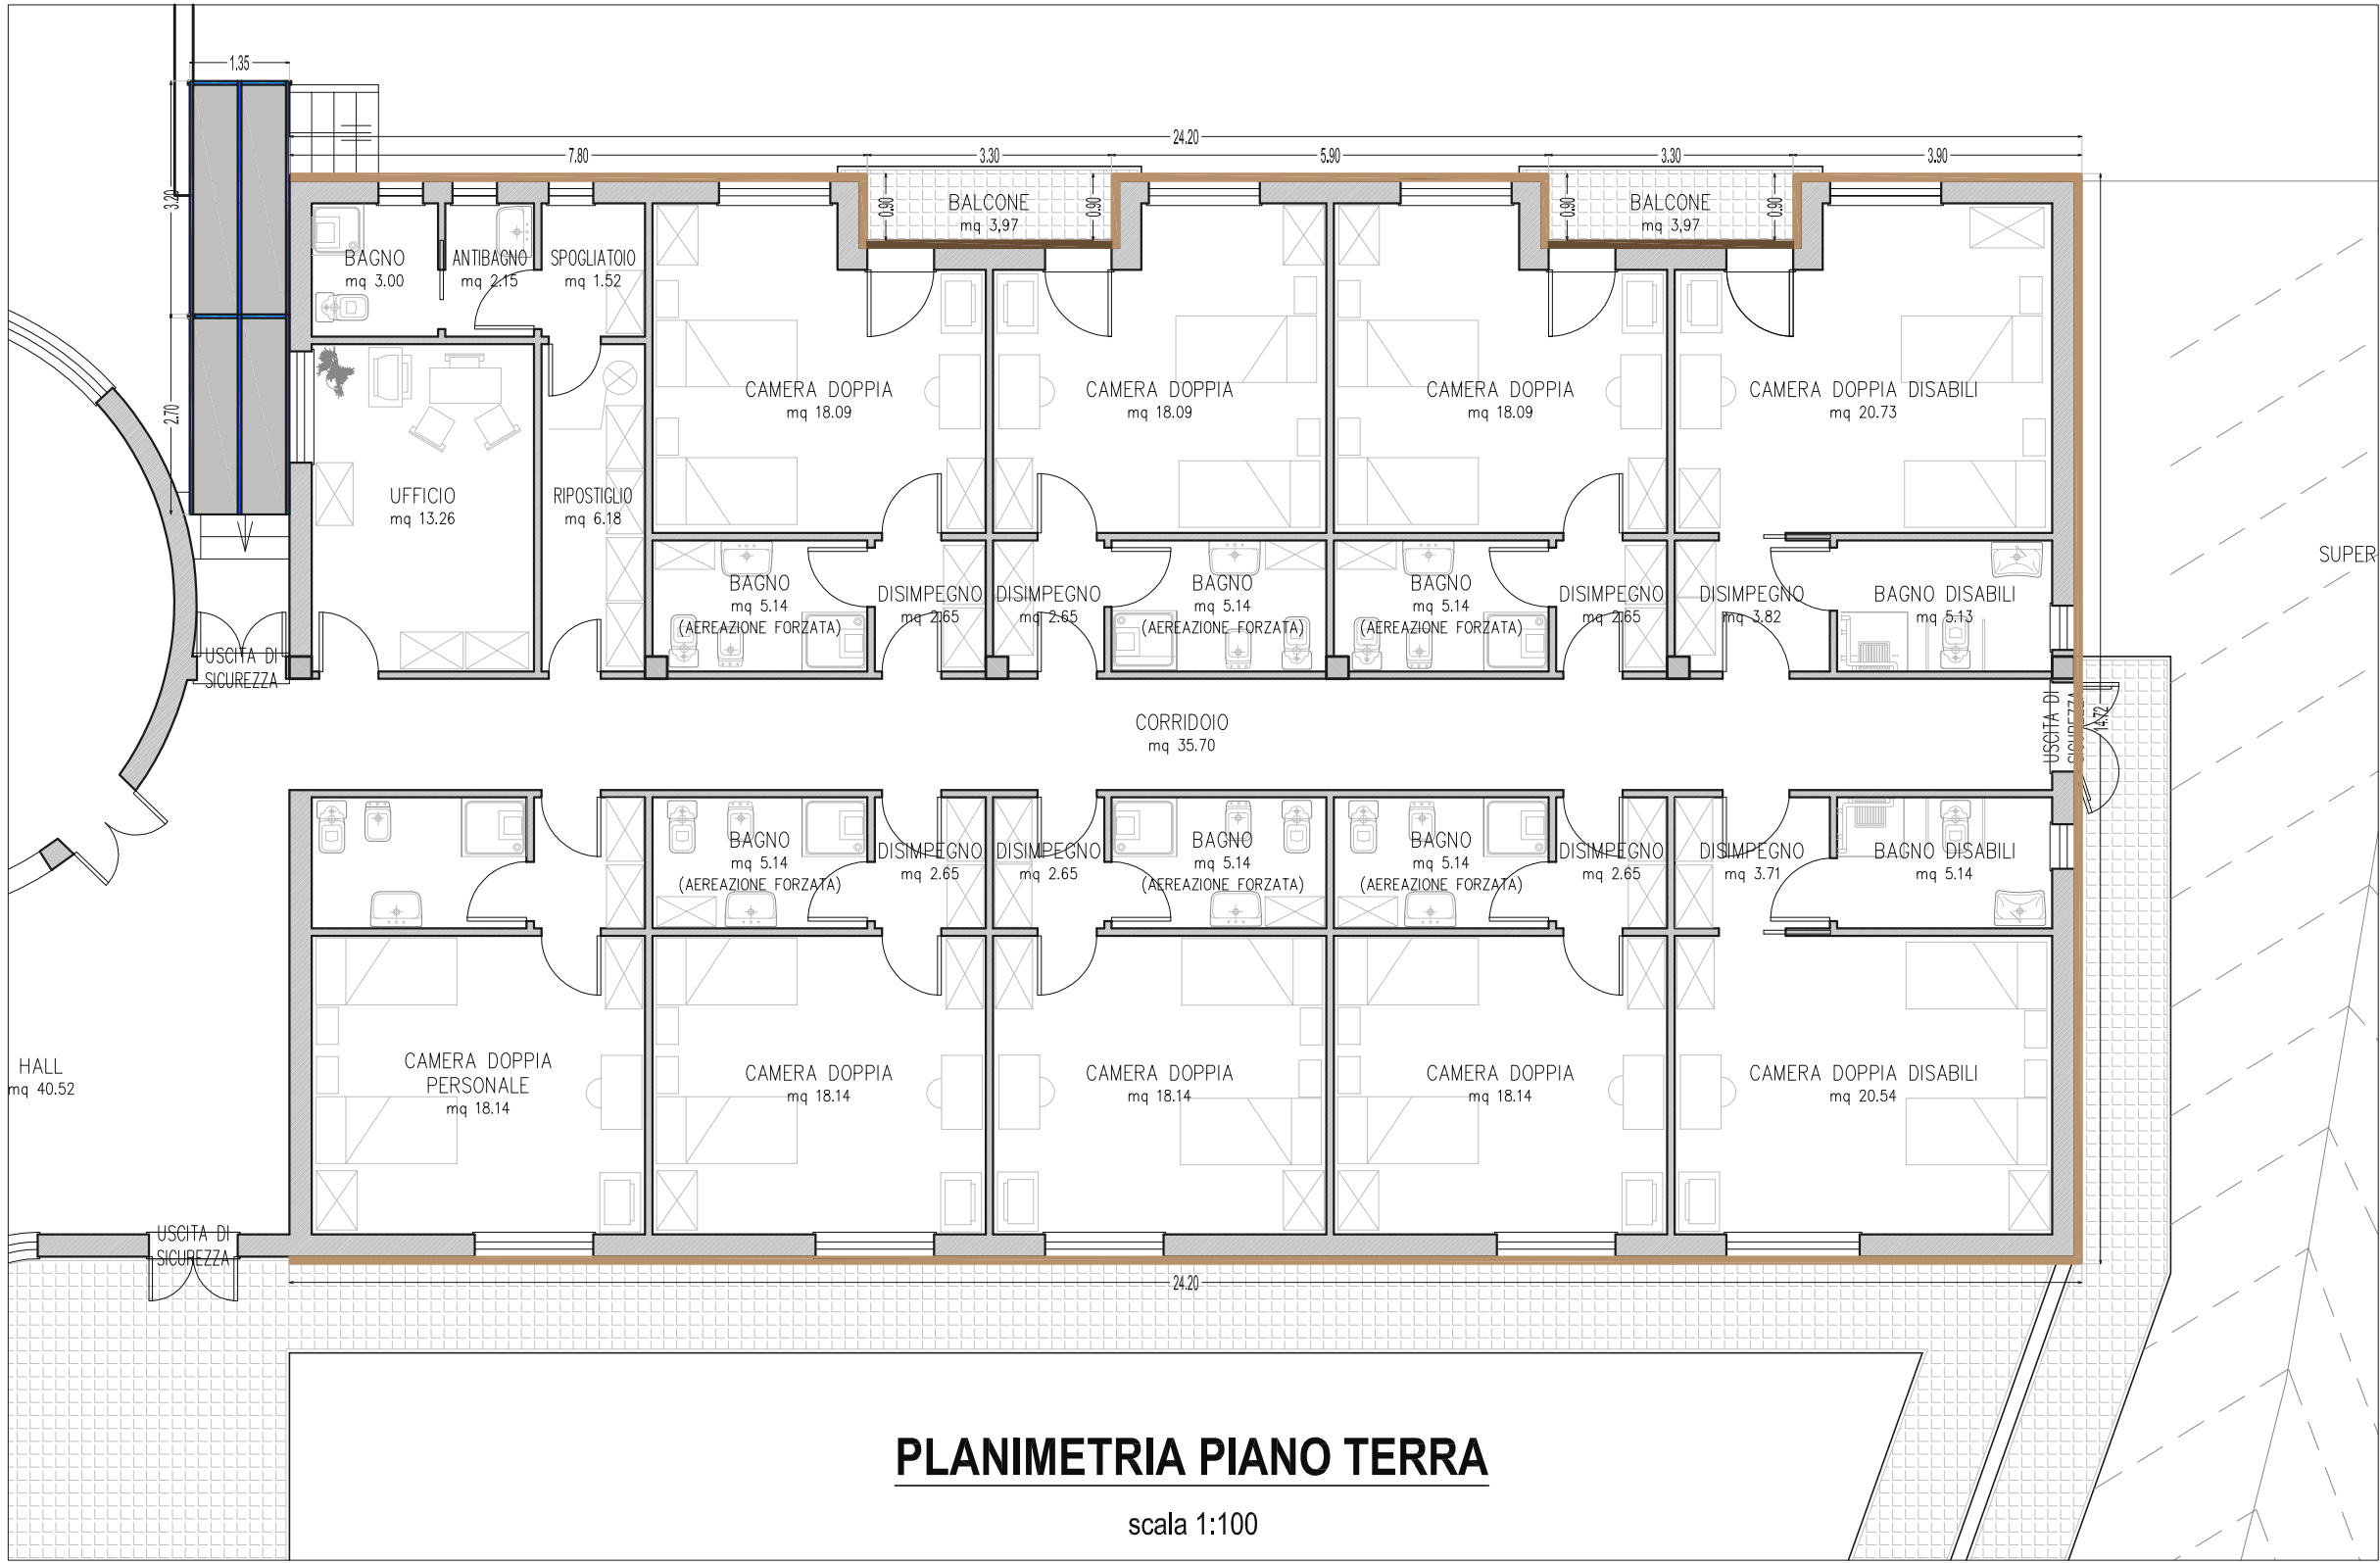 1.35
24.20
7.80
3.30
5.90
3.30
3.90
3.20
2.70
0.90
BALCONE
mq 3,97
0.90
0.90
BALCONE
mq 3,97
0.90
BAGNO
mq 3.00
ANTIBAGNO
mq 2.15
SPOGLIATOIO
mq 1.52
CAMERA DOPPIA
mq 18.09
CAMERA DOPPIA
mq 18.09
CAMERA DOPPIA
mq 18.09
CAMERA DOPPIA DISABILI
mq 20.73
UFFICIO
mq 13.26
RIPOSTIGLIO
mq 6.18
SUPER
BAGNO
mq 5.14
(AEREAZIONE FORZATA)
DISIMPEGNO
mq 2.65
DISIMPEGNO
mq 2.65
BAGNO
mq 5.14
(AEREAZIONE FORZATA)
BAGNO
mq 5.14
(AEREAZIONE FORZATA)
DISIMPEGNO
mq 2.65
DISIMPEGNO
mq 3.82
BAGNO DISABILI
mq 5.13
USCITA DI
SICUREZZA
CORRIDOIO
mq 35.70
USCITA DI
SICUREZZA
14.72
BAGNO
mq 5.14
(AEREAZIONE FORZATA)
DISIMPEGNO
mq 2.65
DISIMPEGNO
mq 2.65
BAGNO
mq 5.14
(AEREAZIONE FORZATA)
BAGNO
mq 5.14
(AEREAZIONE FORZATA)
DISIMPEGNO
mq 2.65
DISIMPEGNO
mq 3.71
BAGNO DISABILI
mq 5.14
HALL
mq 40.52
CAMERA DOPPIA
PERSONALE
mq 18.14
CAMERA DOPPIA
mq 18.14
CAMERA DOPPIA
mq 18.14
CAMERA DOPPIA
mq 18.14
CAMERA DOPPIA DISABILI
mq 20.54
USCITA DI
SICUREZZA
24.20
PLANIMETRIA PIANO TERRA
scala 1:100